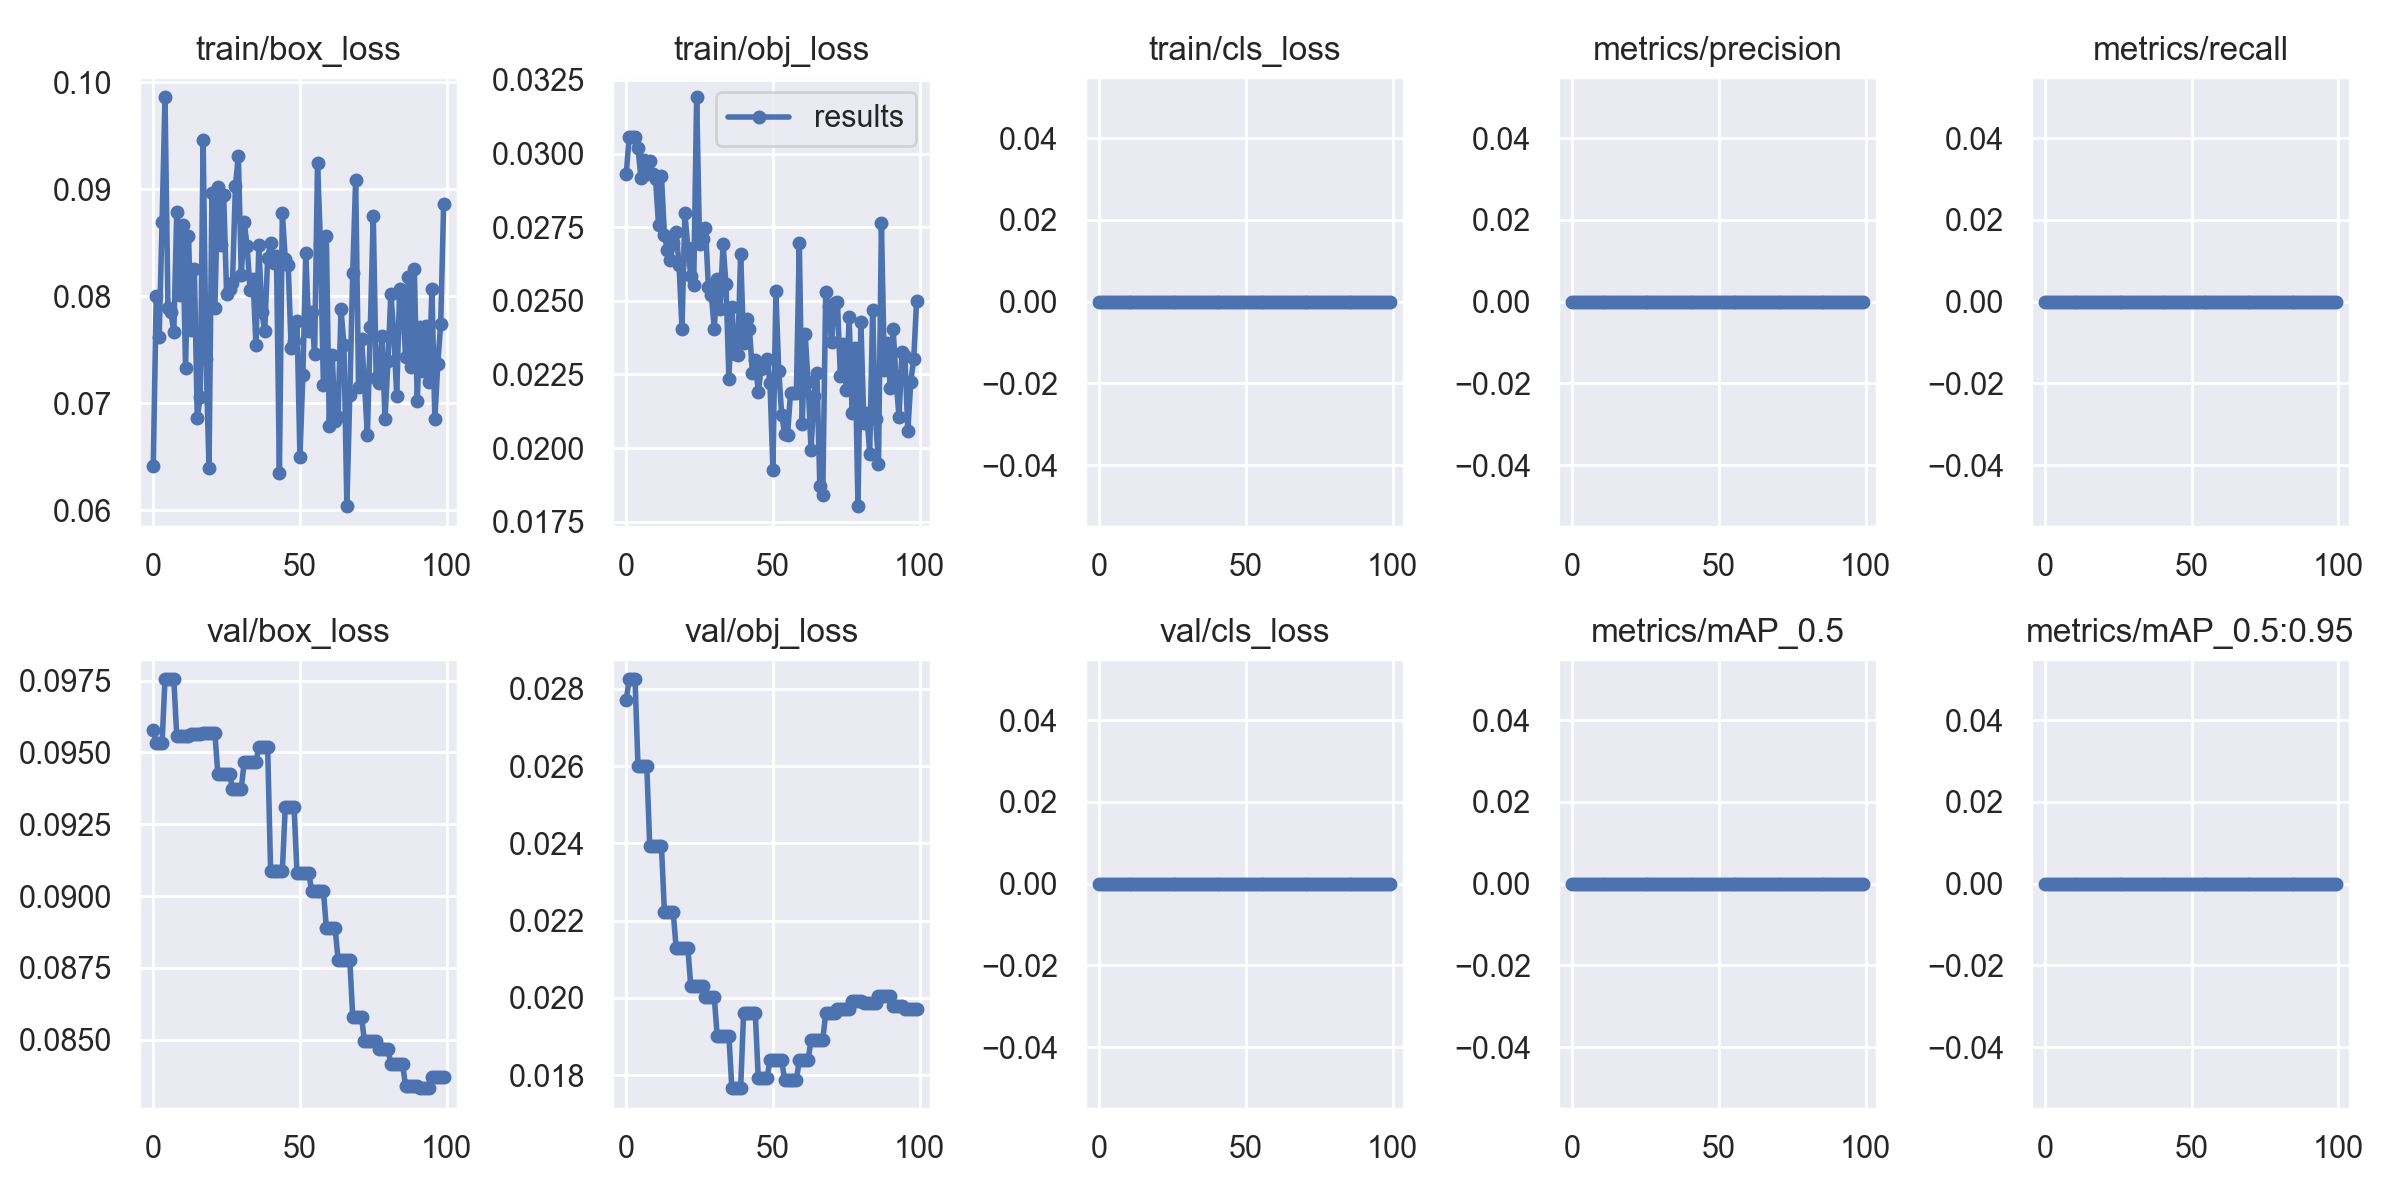 train/box_loss
0.10
0.09
0.08
0.07
0.06
0 50 100
train/obj_loss
results
0.0325
0.0300
0.0275
0.0250
0.0225
0.0200
0.0175
0 50 100
train/cls_loss
0.04
0.02
0.00
−0.02
−0.04
0 50 100
metrics/precision
0.04
0.02
0.00
−0.02
−0.04
0 50 100
metrics/recall
0.04
0.02
0.00
−0.02
−0.04
0 50 100
val/box_loss
0.0975
0.0950
0.0925
0.0900
0.0875
0.0850
0 50 100
val/obj_loss
0.028
0.026
0.024
0.022
0.020
0.018
0 50 100
val/cls_loss
0.04
0.02
0.00
−0.02
−0.04
0 50 100
metrics/mAP_0.5
0.04
0.02
0.00
−0.02
−0.04
0 50 100
metrics/mAP_0.5:0.95
0.04
0.02
0.00
−0.02
−0.04
0 50 100